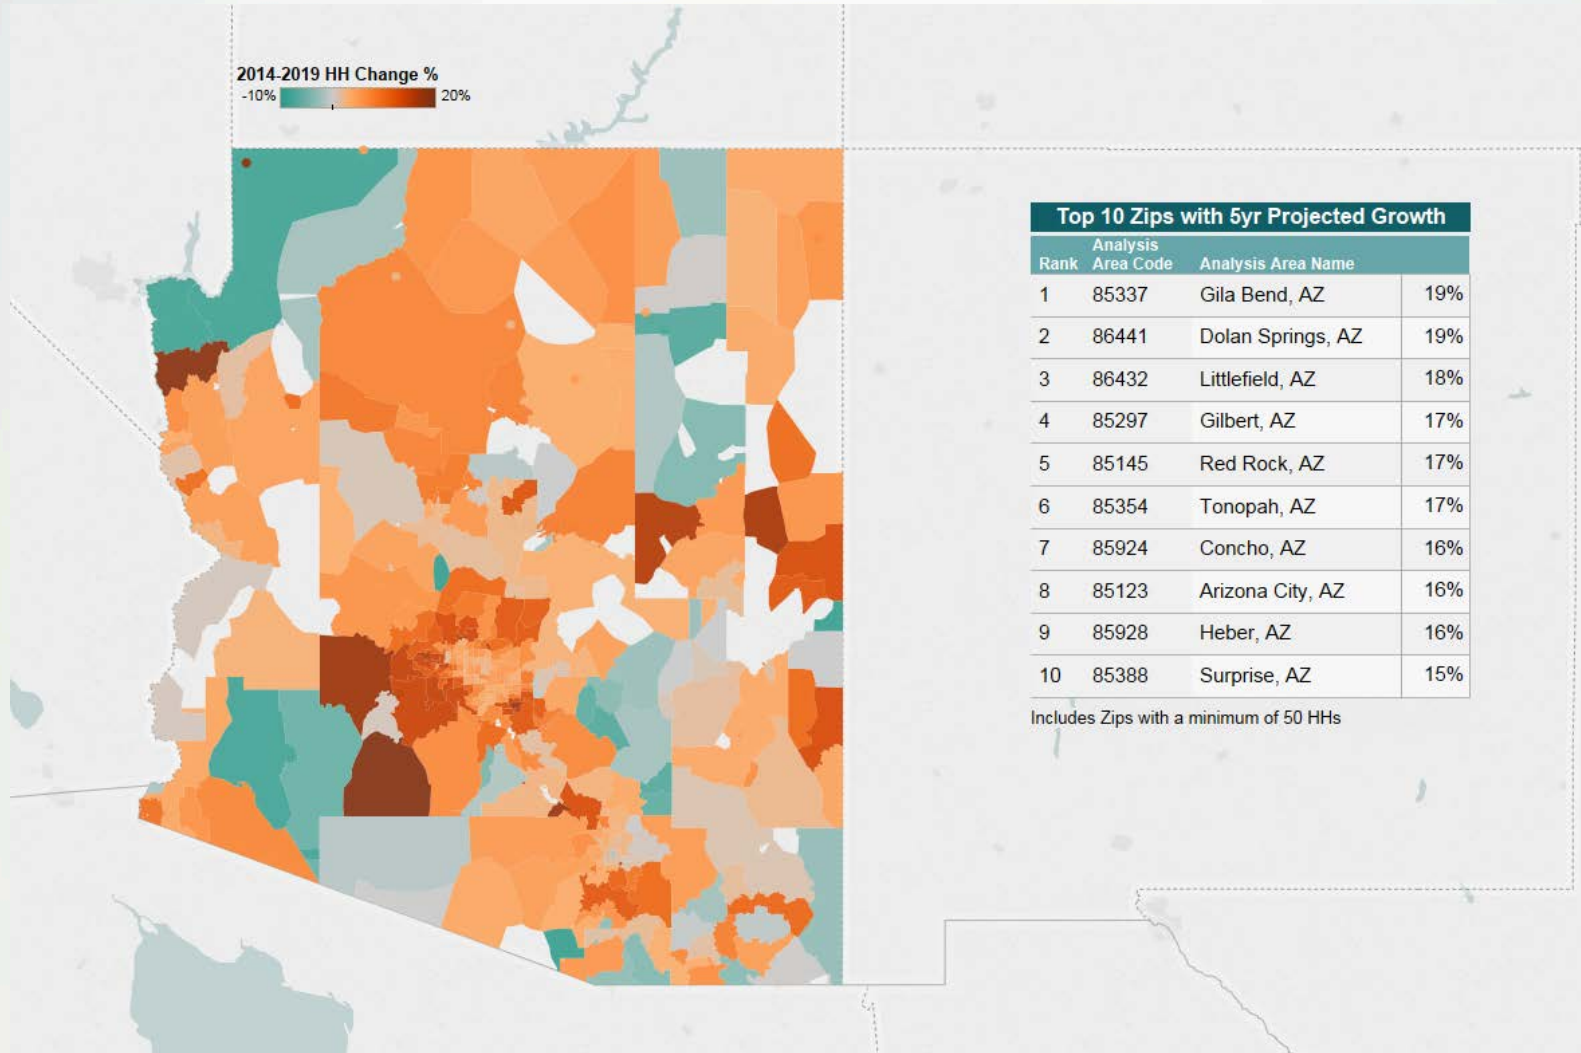 2014-2019 HH Change %
-10% 20%
Top 10 Zips with 5yr Projected Growth
Analysis
Rank Area Code Analysis Area Name
1 85337 Gila Bend, AZ 19%
2 86441 Dolan Springs, AZ 19%
3 86432 Littlefield, AZ 18%
4 85297 Gilbert, AZ 17%
5 85145 Red Rock, AZ 17%
6 85354 Tonopah, AZ 17%
7 85924 Concho, AZ 16%
8 85123 Arizona City, AZ 16%
9 85928 Heber, AZ 16%
10 85388 Surprise, AZ 15%
Includes Zips with a minimum of 50 HHs